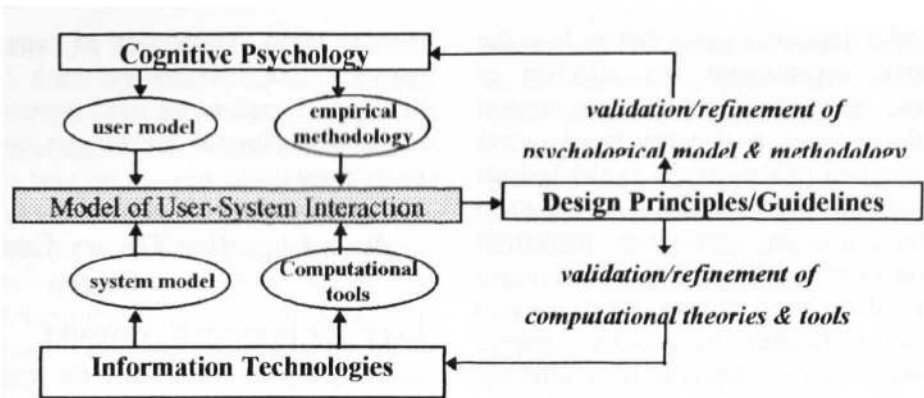 Cognitive Psychology
user model
empirical
methodology
validation/refinement of
psychological model & methodology
Model of User-System Interaction
Design Principles/Guidelines
system model
Computational
tools
validation/refinement of
computational theories & tools
Information Technologies